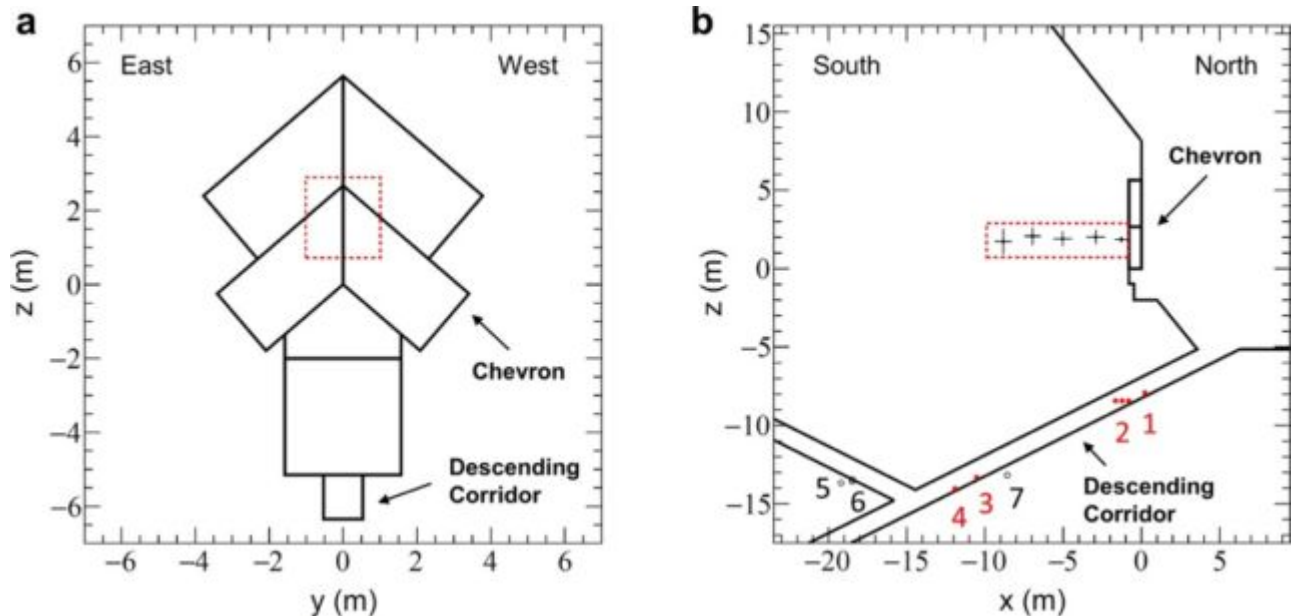 a
East
West
6
4
2
0
−2
−4
−6
z (m)
Chevron
Descending
Corridor
−6
−4
−2
0
2
4
6
y (m)
b
South
North
15
10
5
0
−5
−10
−15
z (m)
Chevron
1
2
3
4
5
6
7
Descending
Corridor
−20
−15
−10
−5
0
5
x (m)